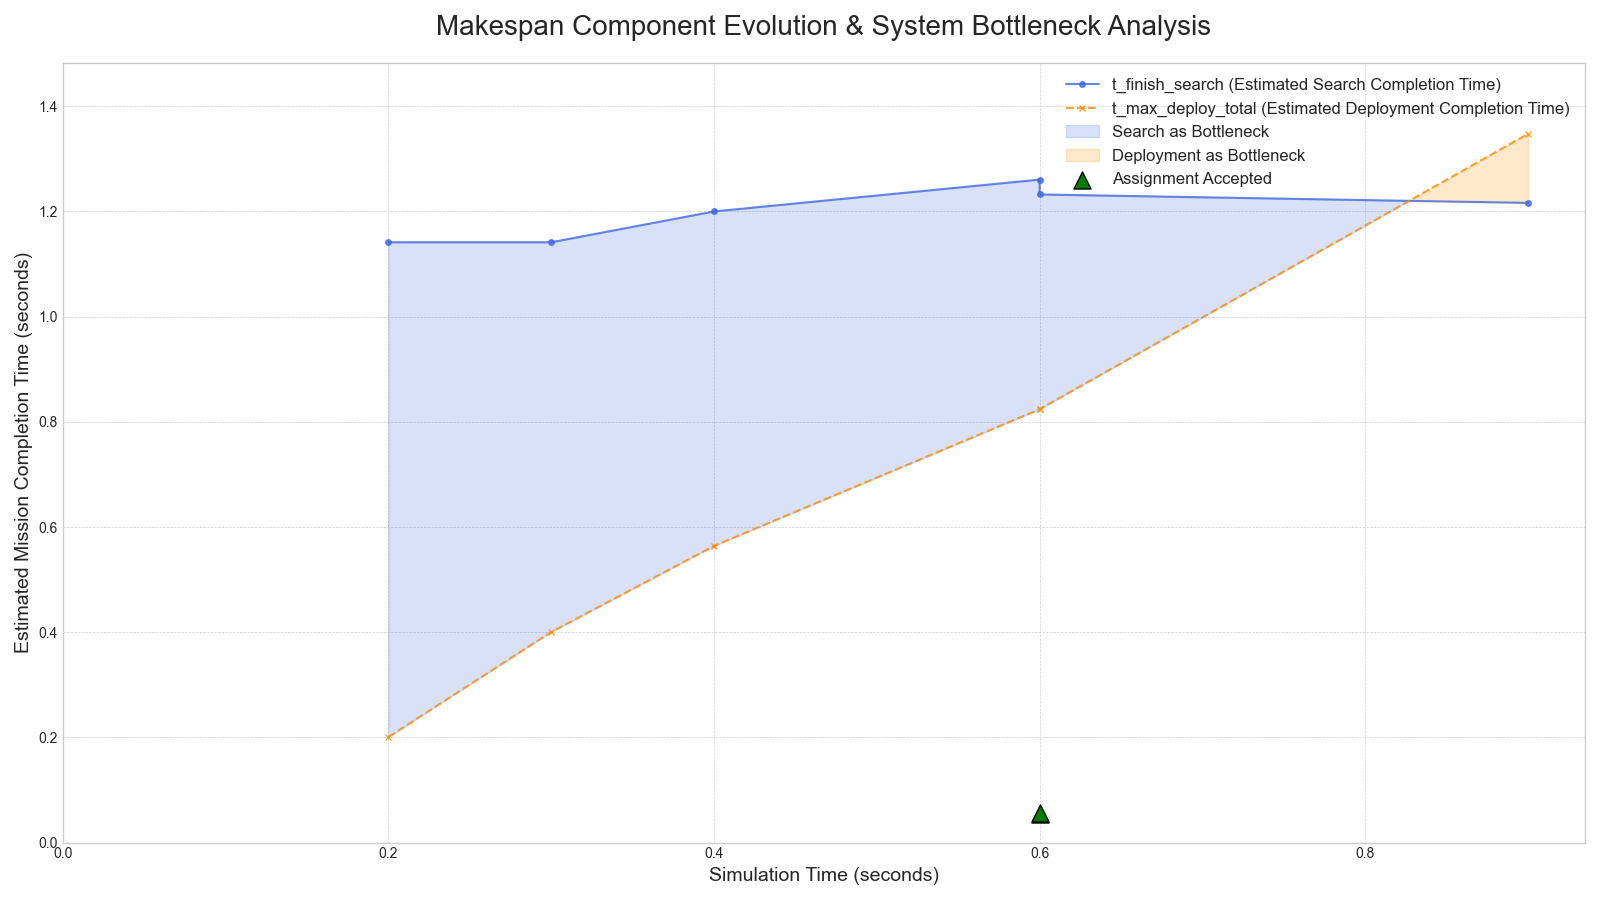 Makespan Component Evolution & System Bottleneck Analysis
t_finish_search (Estimated Search Completion Time)
t_max_deploy_total (Estimated Deployment Completion Time)
Search as Bottleneck
Deployment as Bottleneck
Assignment Accepted
Estimated Mission Completion Time (seconds)
1.4
1.2
1.0
0.8
0.6
0.4
0.2
0.0
0.0 0.2 0.4 0.6 0.8
Simulation Time (seconds)